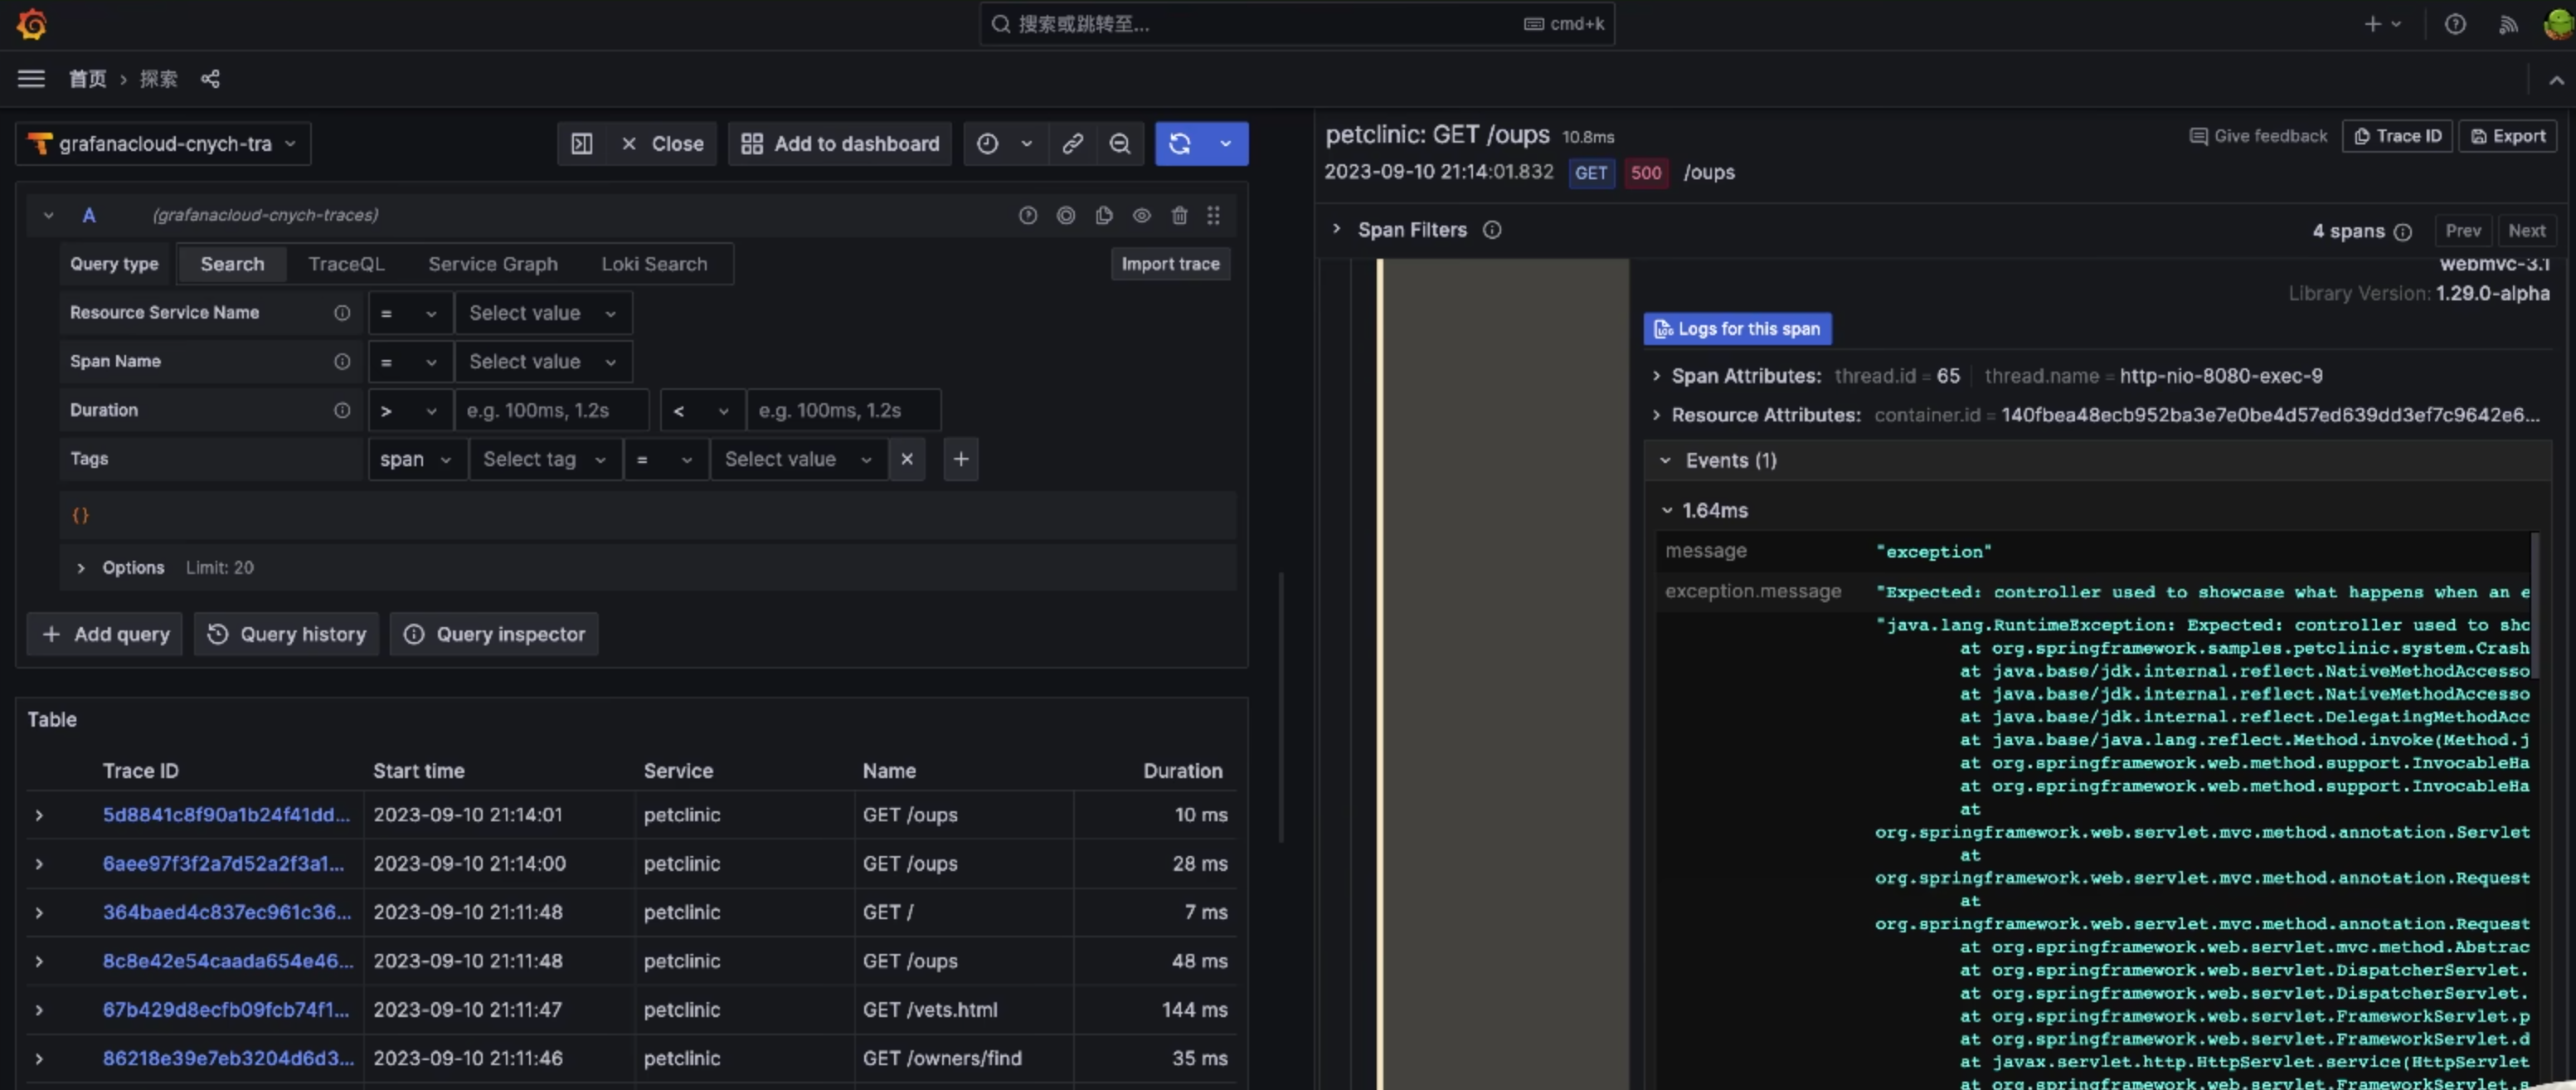 搜索或跳转至...
cmd+k
首页 › 探索
grafanacloud-cnych-tra
Close
Add to dashboard
A (grafanacloud-cnych-traces)
Query type Search TraceQL Service Graph Loki Search Import trace
Resource Service Name = Select value
Span Name = Select value
Duration > e.g. 100ms, 1.2s < e.g. 100ms, 1.2s
Tags span Select tag = Select value × +
{}
Options Limit: 20
+ Add query Query history Query inspector
Table
Trace ID Start time Service Name Duration
5d8841c8f90a1b24f41dd... 2023-09-10 21:14:01 petclinic GET /oups 10 ms
6aee97f3f2a7d52a2f3a1... 2023-09-10 21:14:00 petclinic GET /oups 28 ms
364baed4c837ec961c36... 2023-09-10 21:11:48 petclinic GET / 7 ms
8c8e42e54caada654e46... 2023-09-10 21:11:48 petclinic GET /oups 48 ms
67b429d8ecfb09fcb74f1... 2023-09-10 21:11:47 petclinic GET /vets.html 144 ms
86218e39e7eb3204d6d3... 2023-09-10 21:11:46 petclinic GET /owners/find 35 ms
petclinic: GET /oups 10.8ms
Give feedback Trace ID Export
2023-09-10 21:14:01.832 GET 500 /oups
Span Filters
4 spans Prev Next
webmvc-3.1
Library Version: 1.29.0-alpha
Logs for this span
Span Attributes: thread.id = 65 thread.name = http-nio-8080-exec-9
Resource Attributes: container.id = 140fbea48ecb952ba3e7e0be4d57ed639dd3ef7c9642e6...
Events (1)
1.64ms
message "exception"
exception.message "Expected: controller used to showcase what happens when an e
"java.lang.RuntimeException: Expected: controller used to sho
at org.springframework.samples.petclinic.system.Crash
at java.base/jdk.internal.reflect.NativeMethodAccesso
at java.base/jdk.internal.reflect.NativeMethodAccesso
at java.base/jdk.internal.reflect.DelegatingMethodAcc
at java.base/java.lang.reflect.Method.invoke(Method.j
at org.springframework.web.method.support.InvocableHa
at org.springframework.web.method.support.InvocableHa
at
org.springframework.web.servlet.mvc.method.annotation.Servlet
at
org.springframework.web.servlet.mvc.method.annotation.Request
at
org.springframework.web.servlet.mvc.method.annotation.Request
at org.springframework.web.servlet.mvc.method.Abstrac
at org.springframework.web.servlet.DispatcherServlet.
at org.springframework.web.servlet.DispatcherServlet.
at org.springframework.web.servlet.FrameworkServlet.p
at org.springframework.web.servlet.FrameworkServlet.d
at javax.servlet.http.HttpServlet.service(HttpServlet
at org.springframework.web.servlet.FrameworkServlet.s